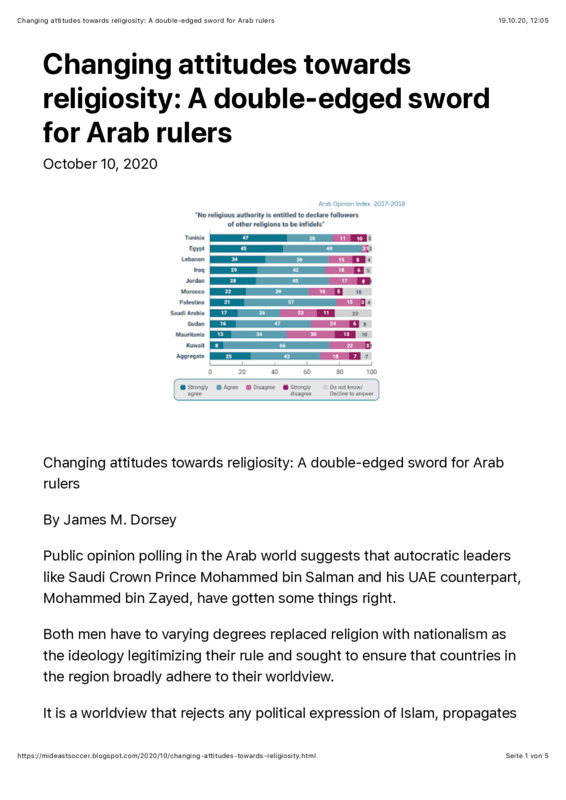 Changing attitudes towards religiosity: A double-edged sword for Arab rulers
19.10.20, 12:05
Changing attitudes towards
religiosity: A double-edged sword
for Arab rulers
October 10, 2020
Arab Opinion Index 2017-2018
"No religious authority is entitled to declare followers
of other religions to be infidels"
Tunisia 47 28 11 10
Egypt 45 49
Lebanon 34 39 15 8 4
Iraq 29 42 18 6 5
Jordan 28 45 17 8
Morocco 22 39 16 5 18
Palestine 21 57 15 3 4
Saudi Arabia 17 26 23 11 23
Sudan 16 47 24 6 8
Mauritania 13 34 30 13 10
Kuwait 8 66 22 3
Aggregate 25 43 18 7 7
0 20 40 60 80 100
Strongly agree
Agree
Disagree
Strongly disagree
Do not know/ Decline to answer
Changing attitudes towards religiosity: A double-edged sword for Arab
rulers
By James M. Dorsey
Public opinion polling in the Arab world suggests that autocratic leaders
like Saudi Crown Prince Mohammed bin Salman and his UAE counterpart,
Mohammed bin Zayed, have gotten some things right.
Both men have to varying degrees replaced religion with nationalism as
the ideology legitimizing their rule and sought to ensure that countries in
the region broadly adhere to their worldview.
It is a worldview that rejects any political expression of Islam, propagates
https://mideastsoccer.blogspot.com/2020/10/changing-attitudes-towards-religiosity.html
Seite 1 von 5